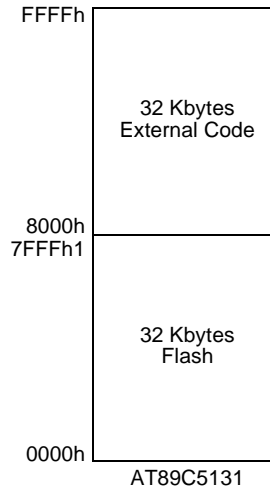 FFFFh
32 Kbytes
External Code
8000h
7FFFh1
32 Kbytes
Flash
0000h
AT89C5131